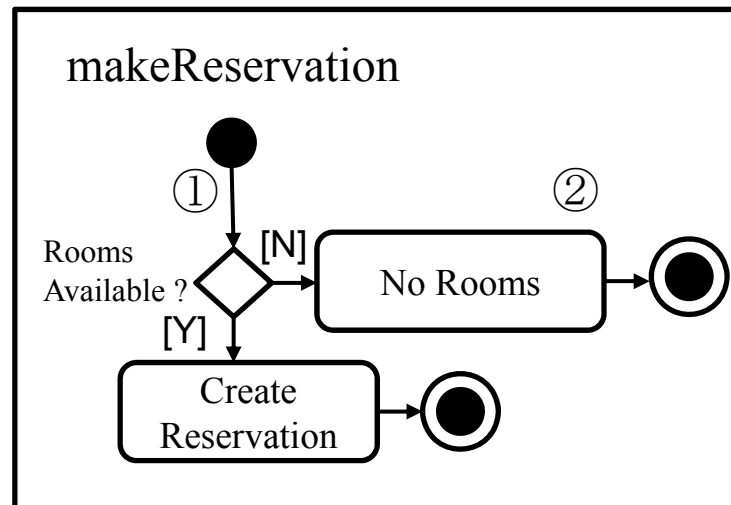 makeReservation
① ②
Rooms
Available ?
[N]
No Rooms
[Y]
Create
Reservation